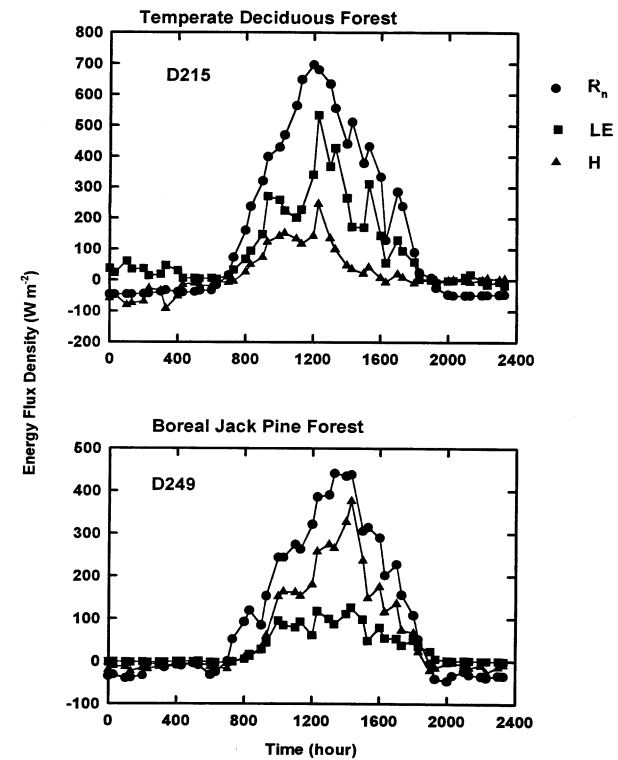 Temperate Deciduous Forest
800
700
600
500
400
300
200
100
0
-100
-200
D215
0 400 800 1200 1600 2000 2400
Rn
LE
H
Energy Flux Density (W m-2)
Boreal Jack Pine Forest
500
400
300
200
100
0
-100
D249
0 400 800 1200 1600 2000 2400
Time (hour)